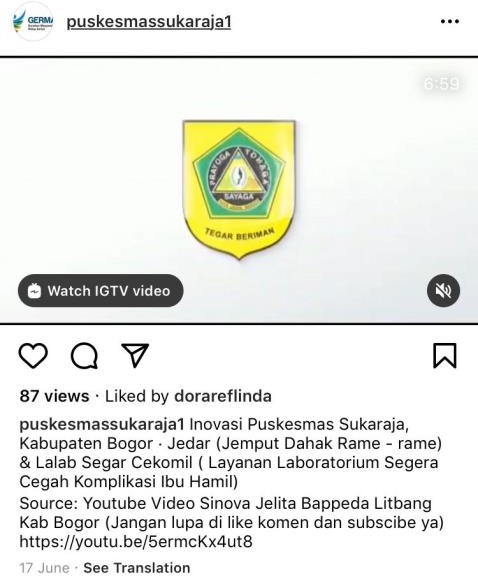 GERMA
puskesmassukaraja1
6:59
PRAYOGA TOHAGA
SAYAGA
TEGAR BERIMAN
Watch IGTV video
87 views · Liked by dorareflinda
puskesmassukaraja1 Inovasi Puskesmas Sukaraja,
Kabupaten Bogor · Jedar (Jemput Dahak Rame - rame)
& Lalab Segar Cekomil ( Layanan Laboratorium Segera
Cegah Komplikasi Ibu Hamil)
Source: Youtube Video Sinova Jelita Bappeda Litbang
Kab Bogor (Jangan lupa di like komen dan subscibe ya)
https://youtu.be/5ermcKx4ut8
17 June · See Translation